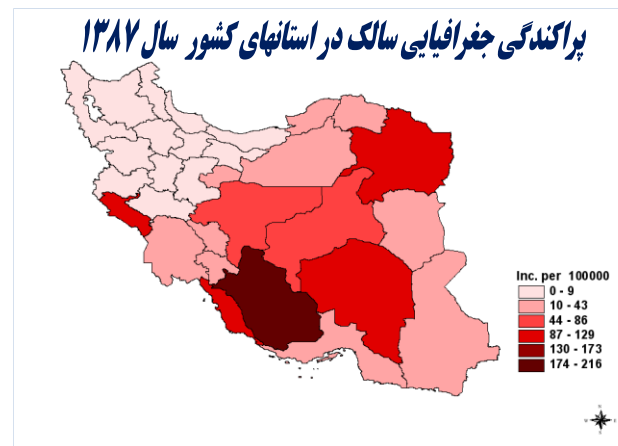 پراکندگی جغرافیایی سالک در استانهای کشور سال ۱۳۸۷
Inc. per 100000
0 - 9
10 - 43
44 - 86
87 - 129
130 - 173
174 - 216